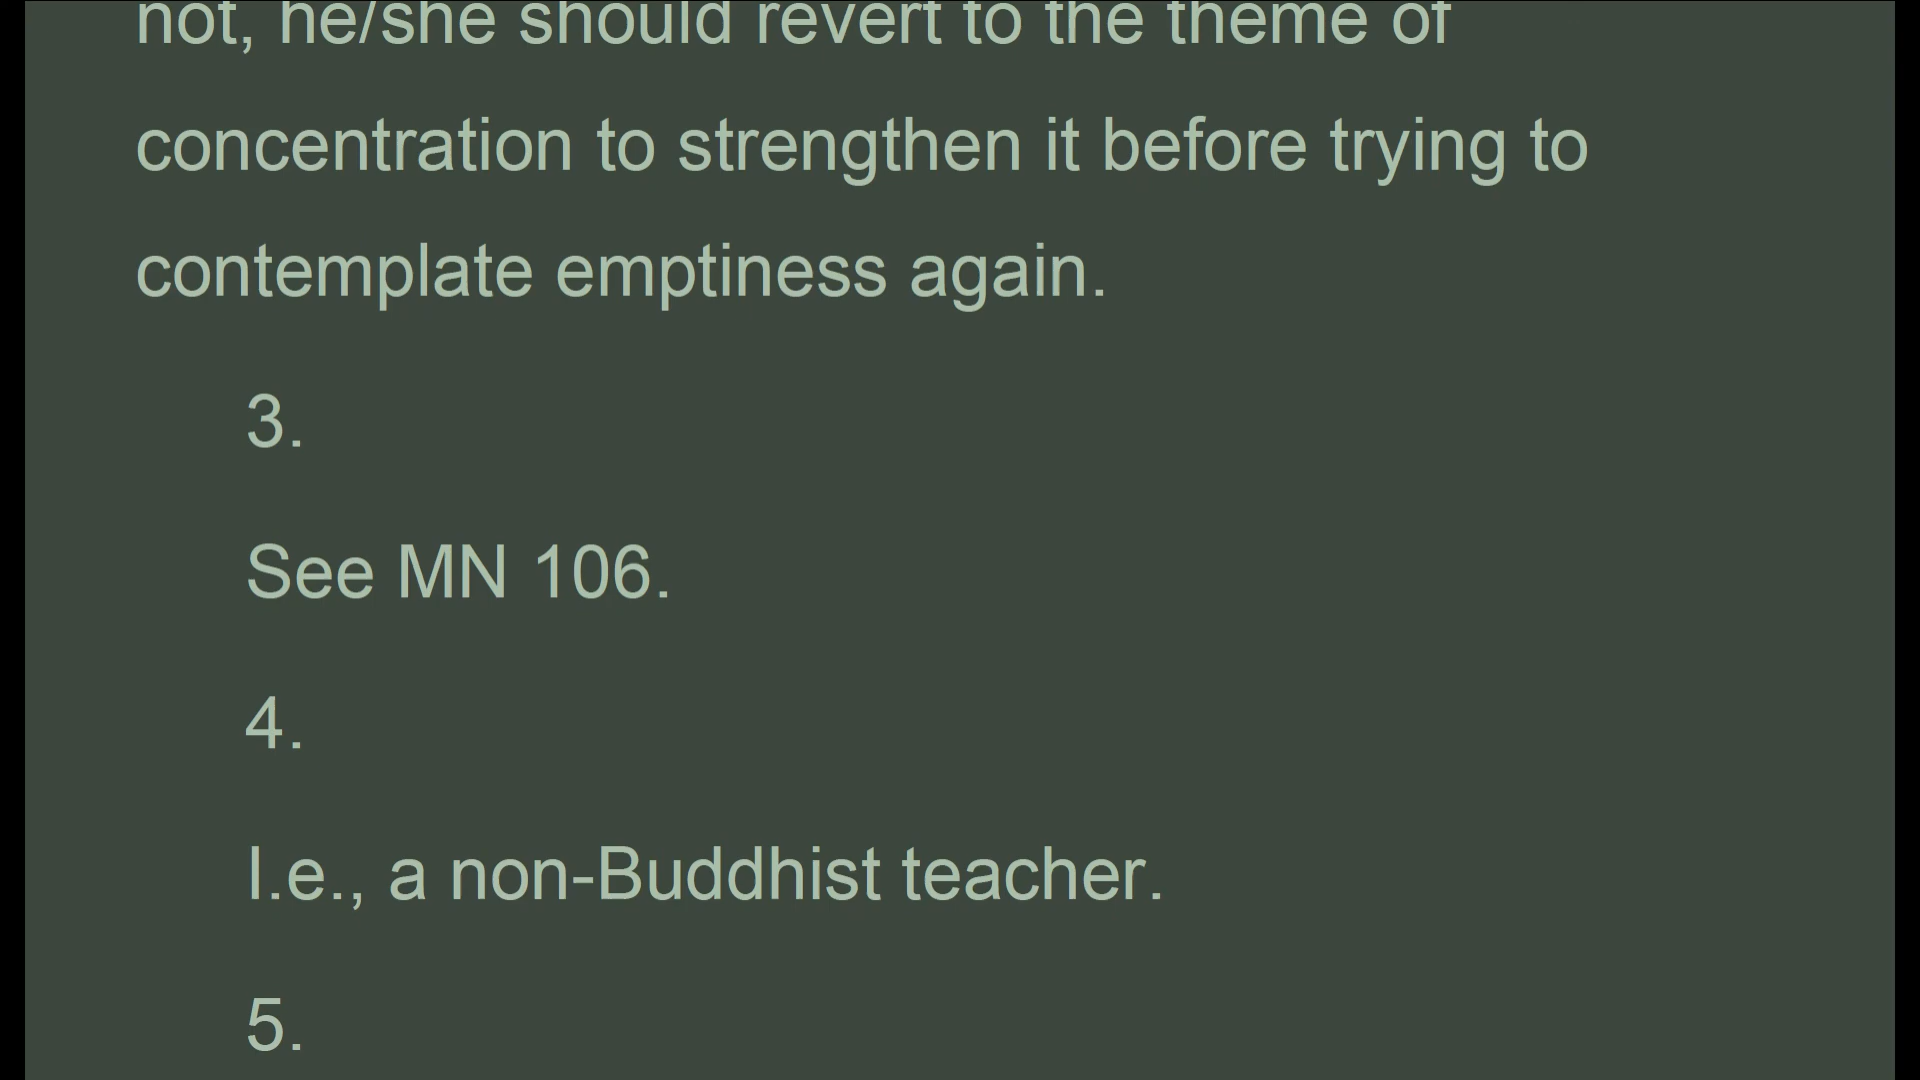 not, he/she should revert to the theme of
concentration to strengthen it before trying to
contemplate emptiness again.
3.
See MN 106.
4.
I.e., a non-Buddhist teacher.
5.